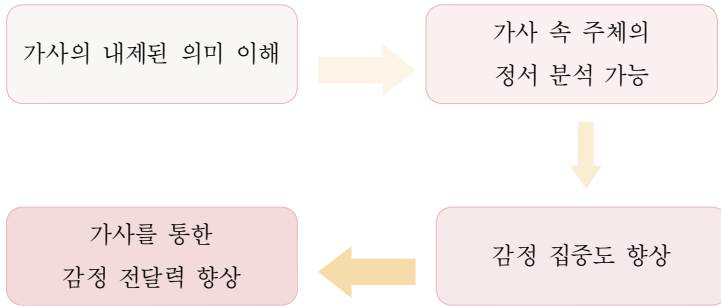 가사의 내제된 의미 이해
가사 속 주체의
정서 분석 가능
감정 집중도 향상
가사를 통한
감정 전달력 향상